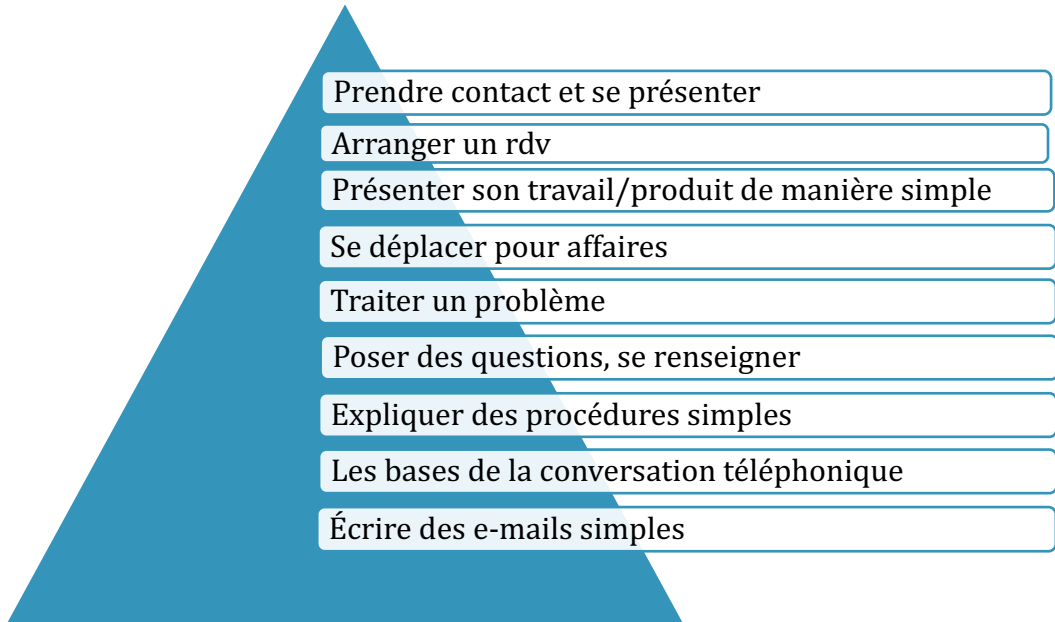 Prendre contact et se présenter
Arranger un rdv
Présenter son travail/produit de manière simple
Se déplacer pour affaires
Traiter un problème
Poser des questions, se renseigner
Expliquer des procédures simples
Les bases de la conversation téléphonique
Écrire des e-mails simples